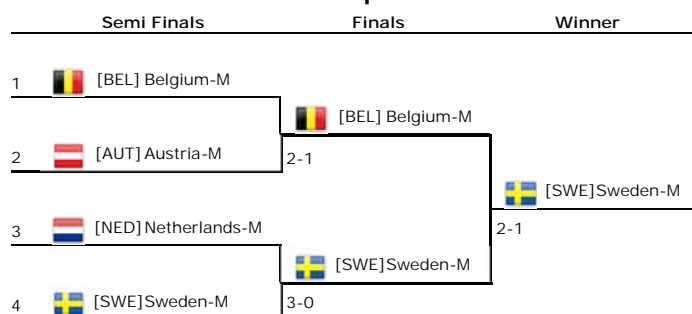 Semi Finals Finals Winner
1 [BEL] Belgium-M
[BEL] Belgium-M
2 [AUT] Austria-M
2-1
[SWE]Sweden-M
3 [NED] Netherlands-M
2-1
[SWE]Sweden-M
4 [SWE]Sweden-M
3-0